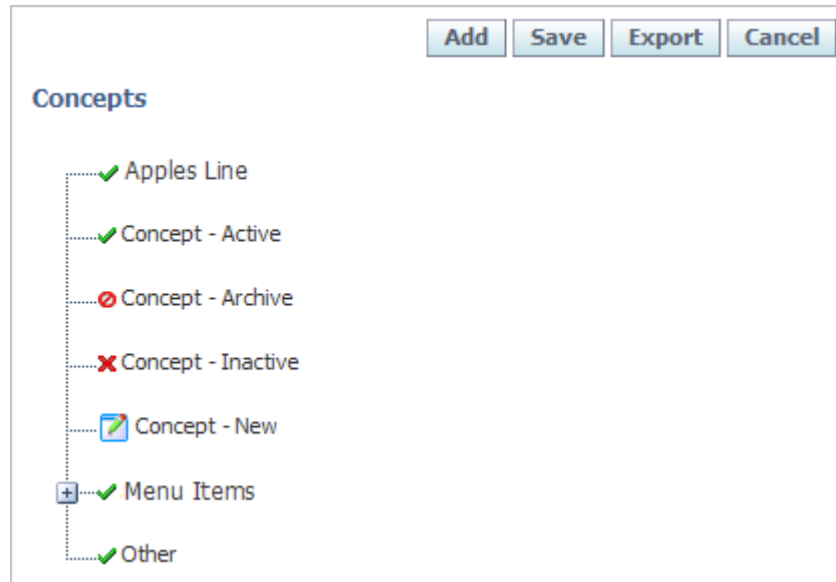 Add Save Export Cancel
Concepts
Apples Line
Concept - Active
Concept - Archive
Concept - Inactive
Concept - New
Menu Items
Other